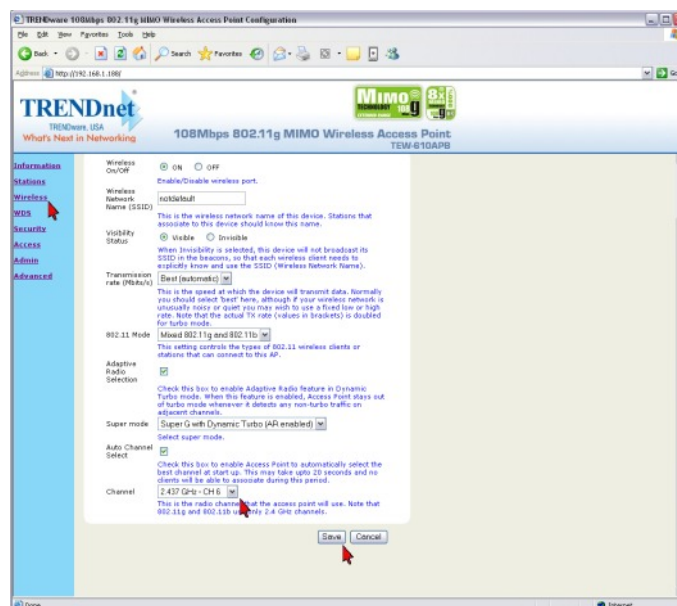 TRENDware 108Mbps 802.11g MIMO Wireless Access Point Configuration
File Edit View Favorites Tools Help
Back Search Favorites
Address http://192.168.1.188/ Go
TRENDnet
TRENDware, USA
What's Next in Networking
MIMO
TECHNOLOGY 108
g
8x
108Mbps 802.11g MIMO Wireless Access Point
TEW-610APB
Information
Stations
Wireless
WDS
Security
Access
Admin
Advanced
Wireless On/Off ON OFF
Enable/Disable wireless port.
Wireless Network Name (SSID) notdefault
This is the wireless network name of this device. Stations that
associate to this device should know this name.
Visibility Status Visible Invisible
When Invisibility is selected, this device will not broadcast its
SSID in the beacons, so that each wireless client needs to
explicitly know and use the SSID (Wireless Network Name).
Transmission rate (Mbits/s) Best (automatic)
This is the speed at which the device will transmit data. Normally
you should select 'best' here, although if your wireless network is
unusually noisy or quiet you may wish to use a fixed low or high
rate. Note that the actual TX rate (values in brackets) is doubled
for turbo mode.
802.11 Mode Mixed 802.11g and 802.11b
This setting controls the types of 802.11 wireless clients or
stations that can connect to this AP.
Adaptive Radio Selection
Check this box to enable Adaptive Radio feature in Dynamic
Turbo mode. When this feature is enabled, Access Point stays out
of turbo mode whenever it detects any non-turbo traffic on
adjacent channels.
Super mode Super G with Dynamic Turbo (AR enabled)
Select super mode.
Auto Channel Select
Check this box to enable Access Point to automatically select the
best channel at start up. This may take upto 20 seconds and no
clients will be able to associate during this period.
Channel 2.437 GHz - CH 6
This is the radio channel that the access point will use. Note that
802.11g and 802.11b use only 2.4 GHz channels.
Save Cancel
Done Internet